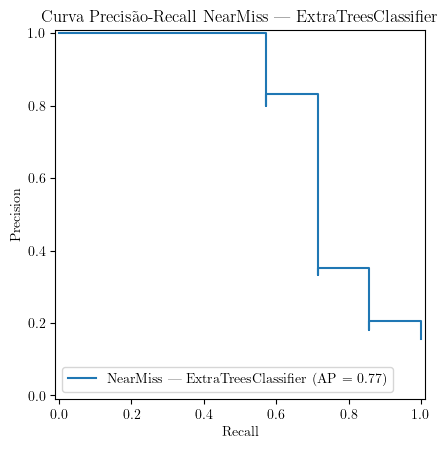 Curva Precisão-Recall NearMiss — ExtraTreesClassifier
1.0
0.8
0.6
0.4
0.2
0.0
Precision
NearMiss — ExtraTreesClassifier (AP = 0.77)
0.0 0.2 0.4 0.6 0.8 1.0
Recall